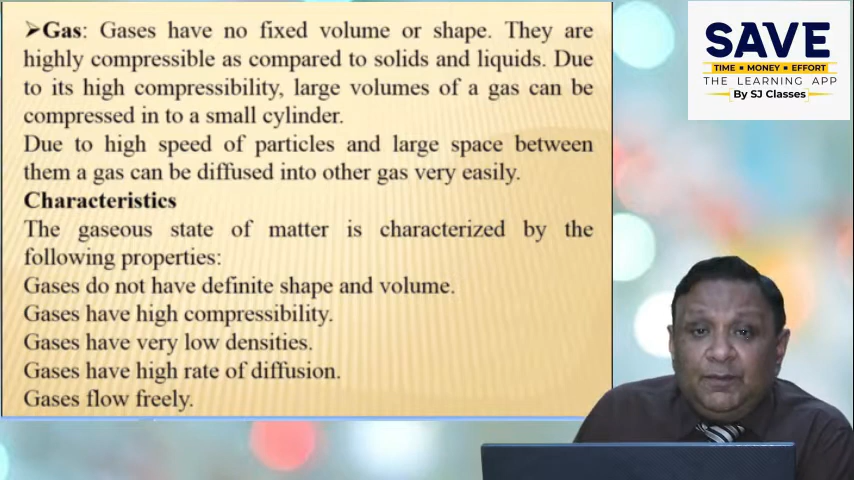 ➢Gas: Gases have no fixed volume or shape. They are
highly compressible as compared to solids and liquids. Due
to its high compressibility, large volumes of a gas can be
compressed in to a small cylinder.
Due to high speed of particles and large space between
them a gas can be diffused into other gas very easily.
Characteristics
The gaseous state of matter is characterized by the
following properties:
Gases do not have definite shape and volume.
Gases have high compressibility.
Gases have very low densities.
Gases have high rate of diffusion.
Gases flow freely.
SAVE
TIME ▪ MONEY ▪ EFFORT
THE LEARNING APP
By SJ Classes